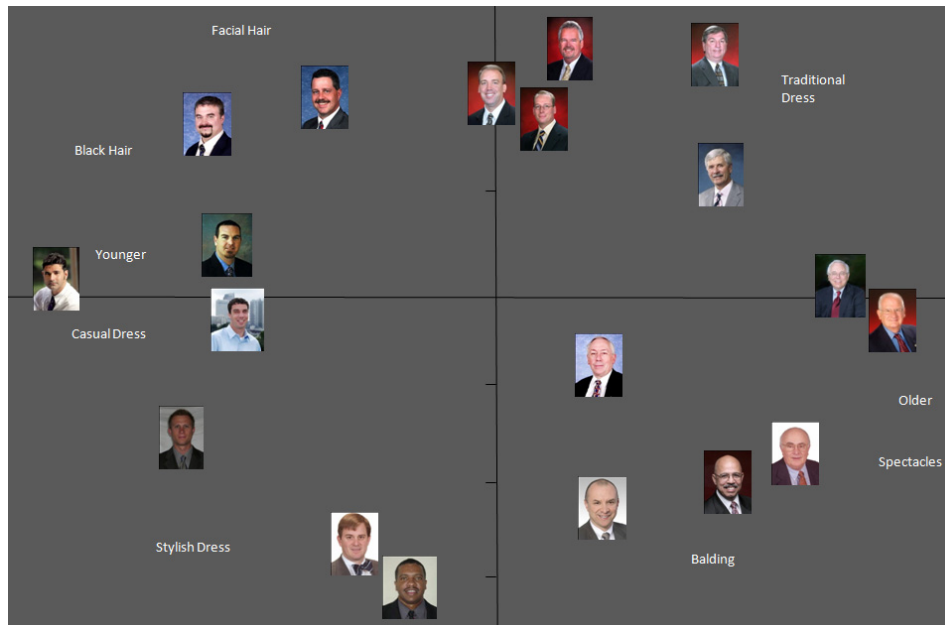 Facial Hair
Traditional
Dress
Black Hair
Younger
Casual Dress
Older
Spectacles
Stylish Dress
Balding